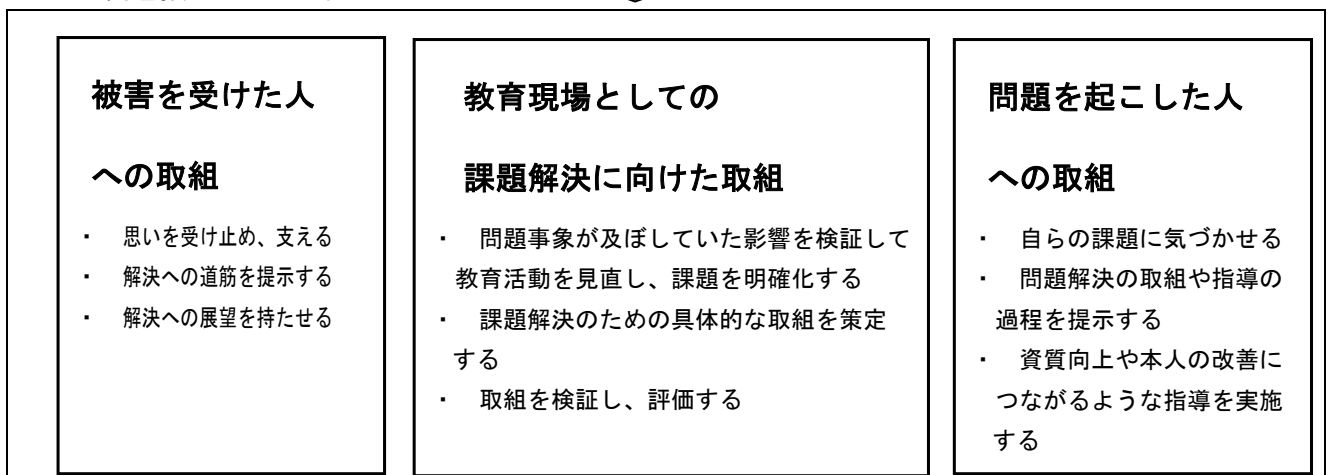 被害を受けた人
への取組
・ 思いを受け止め、支える
・ 解決への道筋を提示する
・ 解決への展望を持たせる
教育現場としての
課題解決に向けた取組
・ 問題事象が及ぼしていた影響を検証して
教育活動を見直し、課題を明確化する
・ 課題解決のための具体的な取組を策定
する
・ 取組を検証し、評価する
問題を起こした人
への取組
・ 自らの課題に気づかせる
・ 問題解決の取組や指導の
過程を提示する
・ 資質向上や本人の改善に
つながるような指導を実施
する